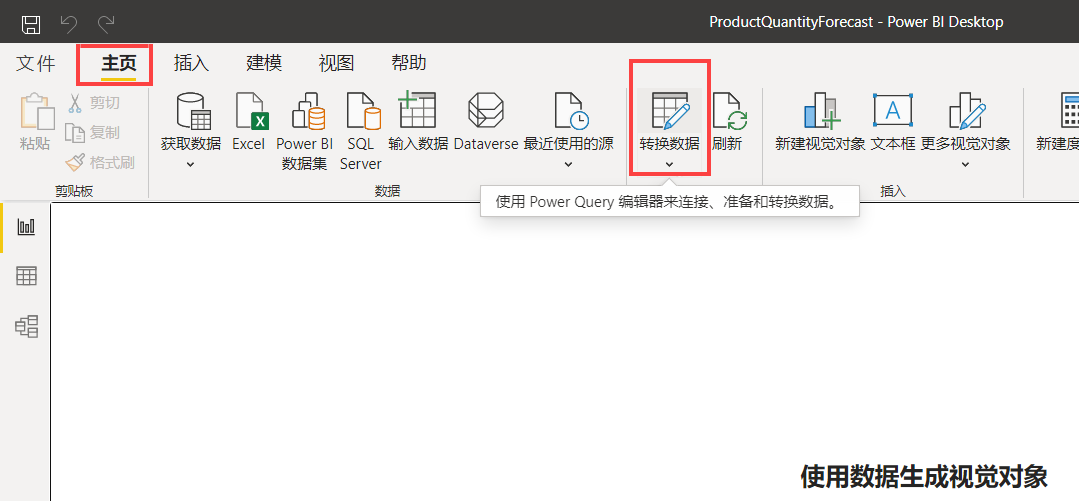 ProductQuantityForecast - Power BI Desktop
文件 主页 插入 建模 视图 帮助
粘贴
剪切
复制
格式刷
剪贴板
获取数据
Excel
Power BI
数据集
SQL
Server
输入数据
Dataverse
最近使用的源
数据
转换数据
刷新
新建视觉对象
文本框
更多视觉对象
插入
使用 Power Query 编辑器来连接、准备和转换数据。
使用数据生成视觉对象